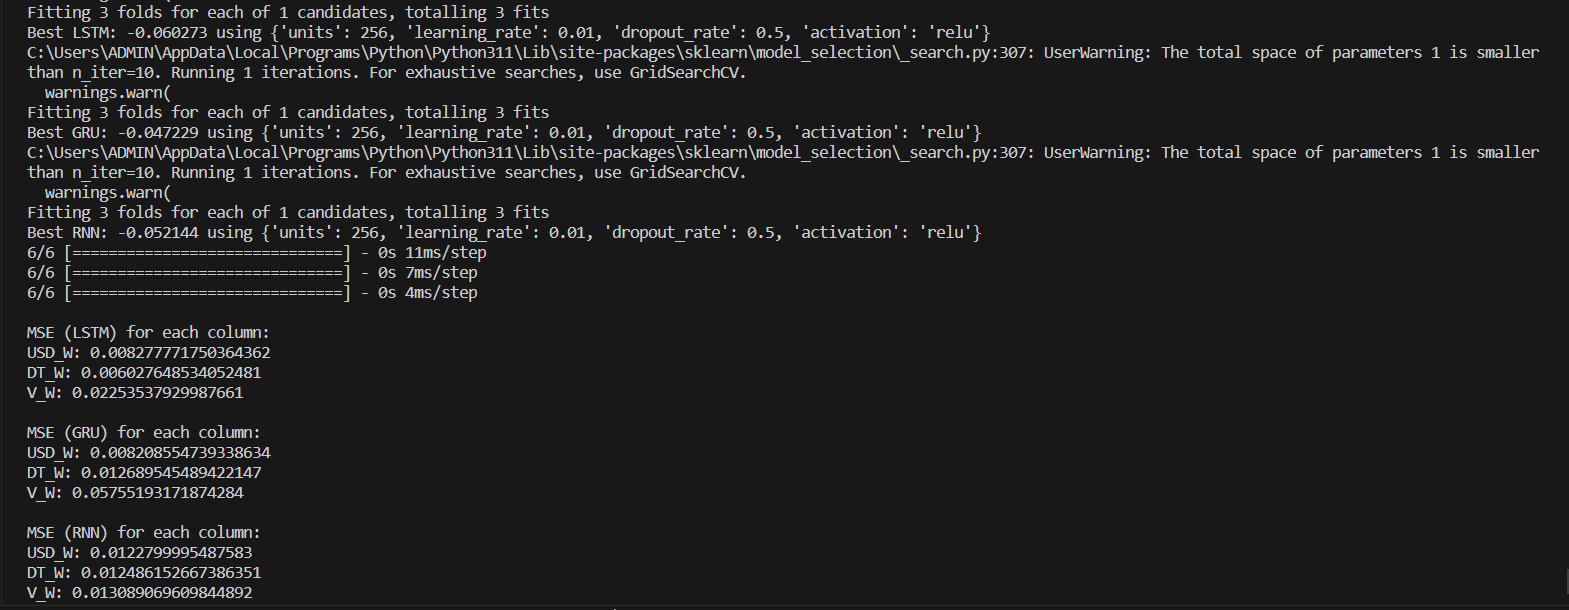 Fitting 3 folds for each of 1 candidates, totalling 3 fits
Best LSTM: -0.060273 using {'units': 256, 'learning_rate': 0.01, 'dropout_rate': 0.5, 'activation': 'relu'}
C:\Users\ADMIN\AppData\Local\Programs\Python\Python311\Lib\site-packages\sklearn\model_selection\_search.py:307: UserWarning: The total space of parameters 1 is smaller
than n_iter=10. Running 1 iterations. For exhaustive searches, use GridSearchCV.
  warnings.warn(
Fitting 3 folds for each of 1 candidates, totalling 3 fits
Best GRU: -0.047229 using {'units': 256, 'learning_rate': 0.01, 'dropout_rate': 0.5, 'activation': 'relu'}
C:\Users\ADMIN\AppData\Local\Programs\Python\Python311\Lib\site-packages\sklearn\model_selection\_search.py:307: UserWarning: The total space of parameters 1 is smaller
than n_iter=10. Running 1 iterations. For exhaustive searches, use GridSearchCV.
  warnings.warn(
Fitting 3 folds for each of 1 candidates, totalling 3 fits
Best RNN: -0.052144 using {'units': 256, 'learning_rate': 0.01, 'dropout_rate': 0.5, 'activation': 'relu'}
6/6 [==============================] - 0s 11ms/step
6/6 [==============================] - 0s 7ms/step
6/6 [==============================] - 0s 4ms/step
MSE (LSTM) for each column:
USD_W: 0.008277771750364362
DT_W: 0.006027648534052481
V_W: 0.02253537929987661
MSE (GRU) for each column:
USD_W: 0.008208554739338634
DT_W: 0.012689545489422147
V_W: 0.05755193171874284
MSE (RNN) for each column:
USD_W: 0.0122799995487583
DT_W: 0.012486152667386351
V_W: 0.013089069609844892